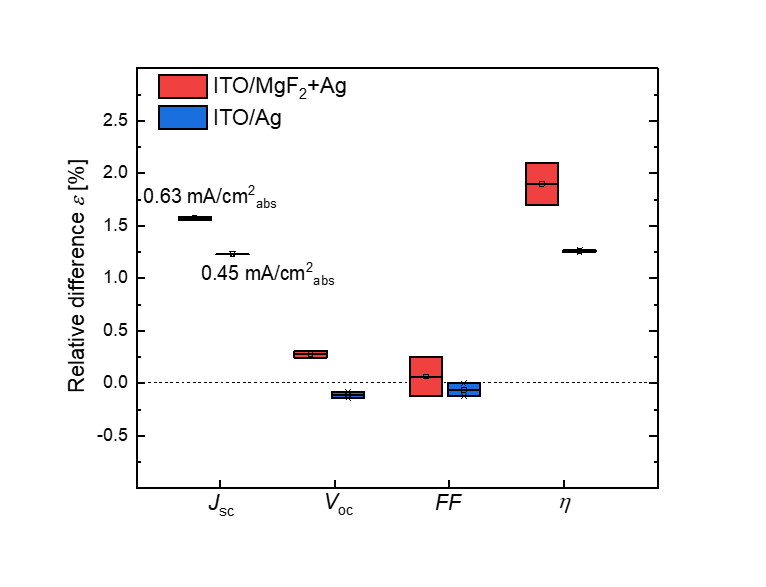 ITO/MgF₂+Ag
ITO/Ag
2.5
2.0
1.5
1.0
0.5
0.0
-0.5
Relative difference ε [%]
0.63 mA/cm²abs
0.45 mA/cm²abs
Jsc
Voc
FF
η